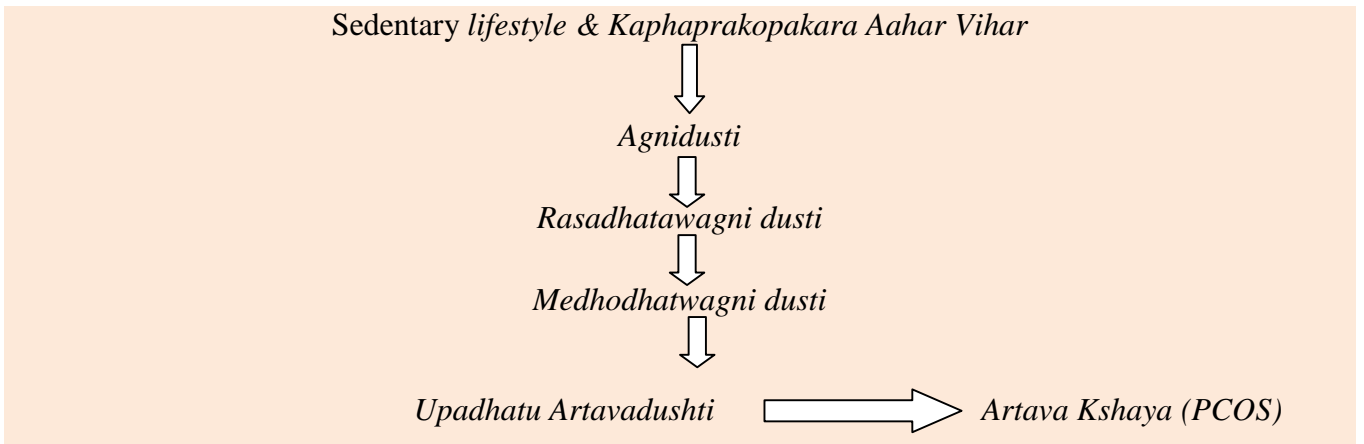 Sedentary lifestyle & Kaphaprakopakara Aahar Vihar
Agnidusti
Rasadhatawagni dusti
Medhodhatwagni dusti
Upadhatu Artavadushti Artava Kshaya (PCOS)